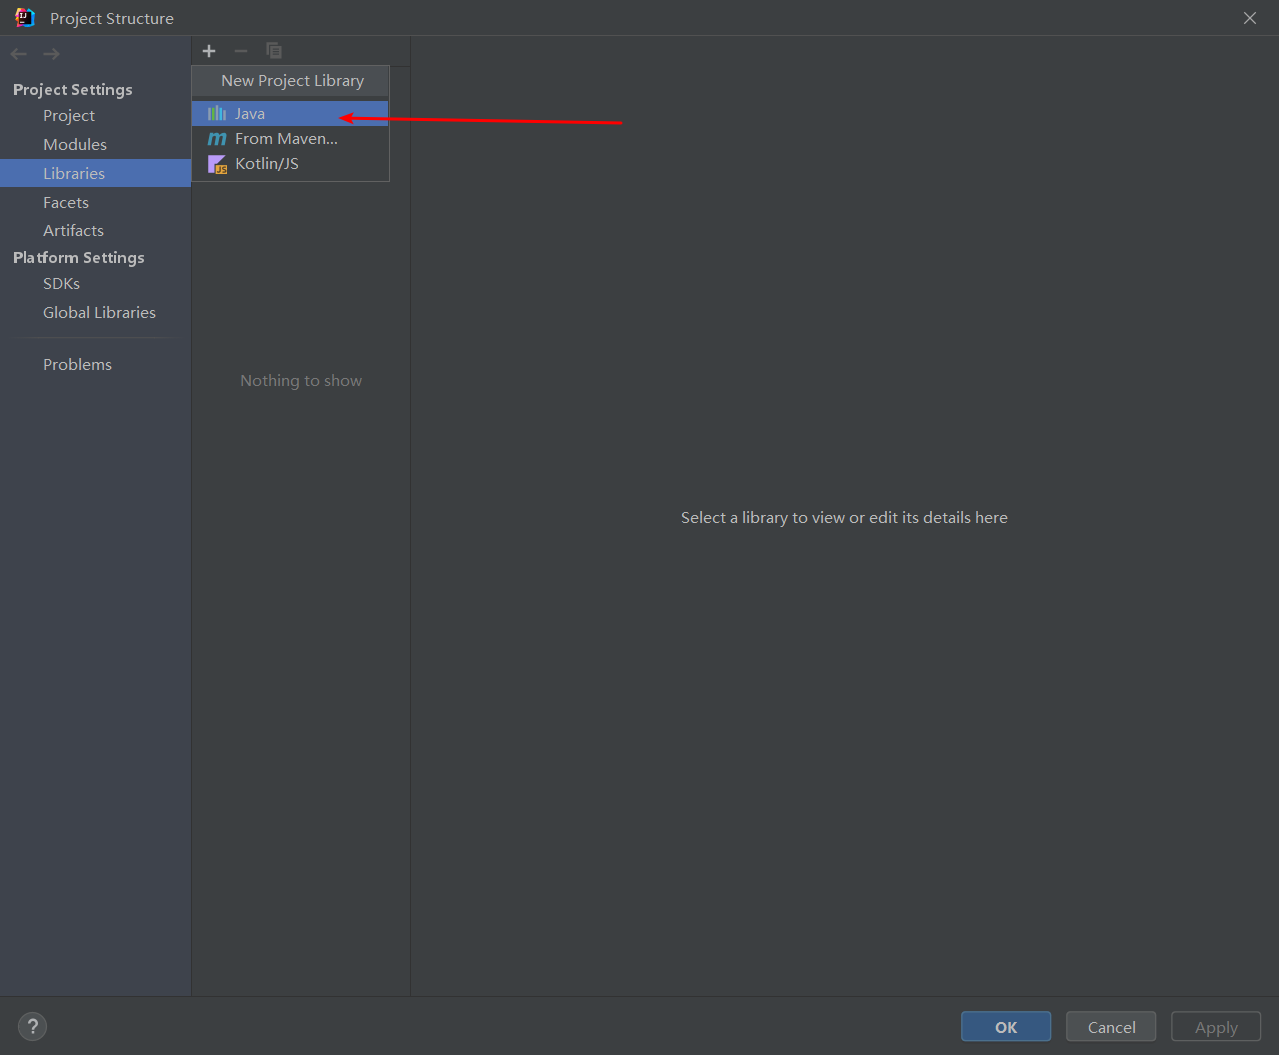 Project Structure
Project Settings
Project
Modules
Libraries
Facets
Artifacts
Platform Settings
SDKs
Global Libraries
Problems
New Project Library
Java
From Maven...
Kotlin/JS
Nothing to show
Select a library to view or edit its details here
?
OK
Cancel
Apply